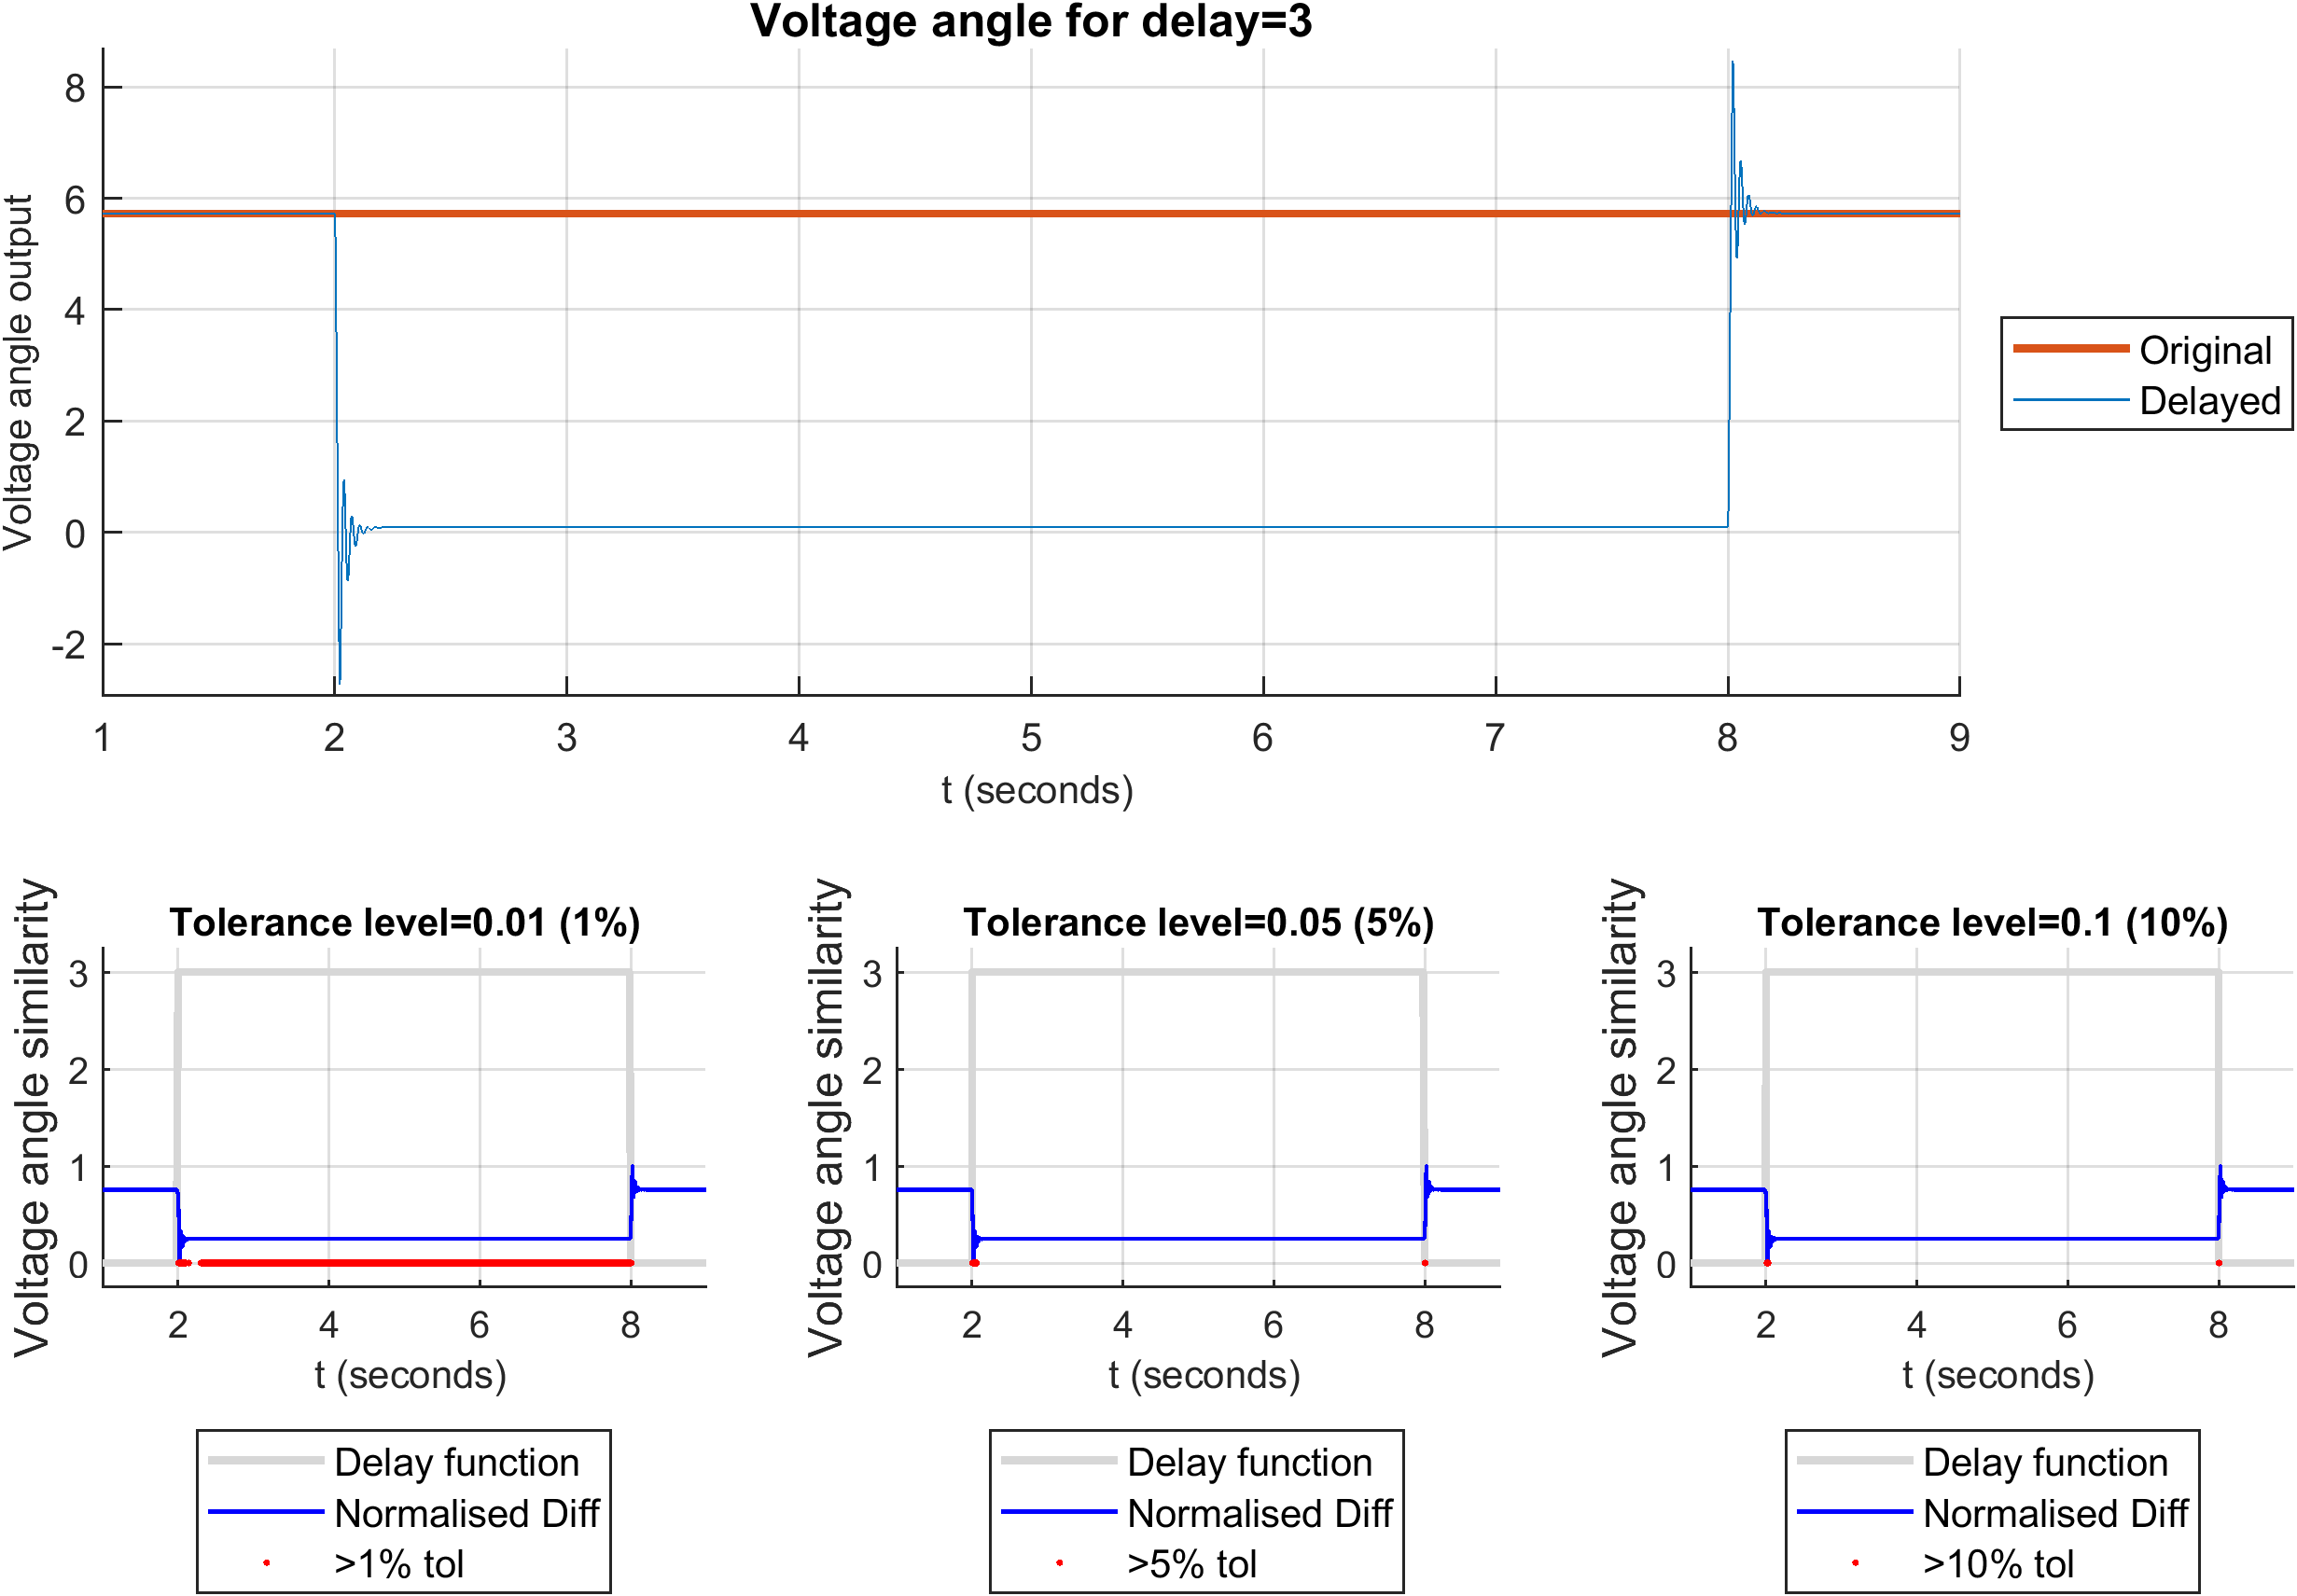 Voltage angle for delay=3
Voltage angle output
8
6
4
2
0
-2
1 2 3 4 5 6 7 8 9
t (seconds)
Original
Delayed
Tolerance level=0.01 (1%)
Voltage angle similarity
3
2
1
0
2 4 6 8
t (seconds)
Delay function
Normalised Diff
>1% tol
Tolerance level=0.05 (5%)
Voltage angle similarity
3
2
1
0
2 4 6 8
t (seconds)
Delay function
Normalised Diff
>5% tol
Tolerance level=0.1 (10%)
Voltage angle similarity
3
2
1
0
2 4 6 8
t (seconds)
Delay function
Normalised Diff
>10% tol